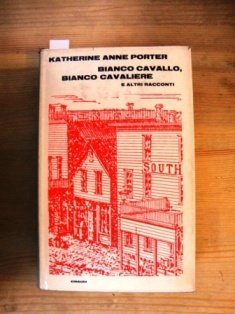 KATHERINE ANNE PORTER
BIANCO CAVALLO,
BIANCO CAVALIERE
E ALTRI RACCONTI
SOUTH
EINAUDI